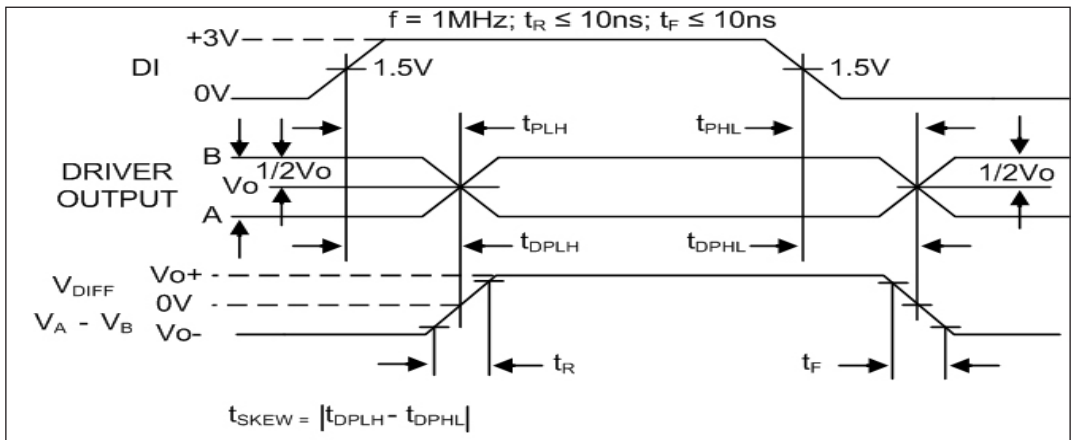 f = 1MHz; tR ≤ 10ns; tF ≤ 10ns
+3V
DI
1.5V
1.5V
0V
tPLH
tPHL
B
DRIVER OUTPUT
1/2Vo
Vo
1/2Vo
A
tDPLH
tDPHL
Vo+
VDIFF
0V
VA - VB
Vo-
tR
tF
tSKEW = |tDPLH - tDPHL|